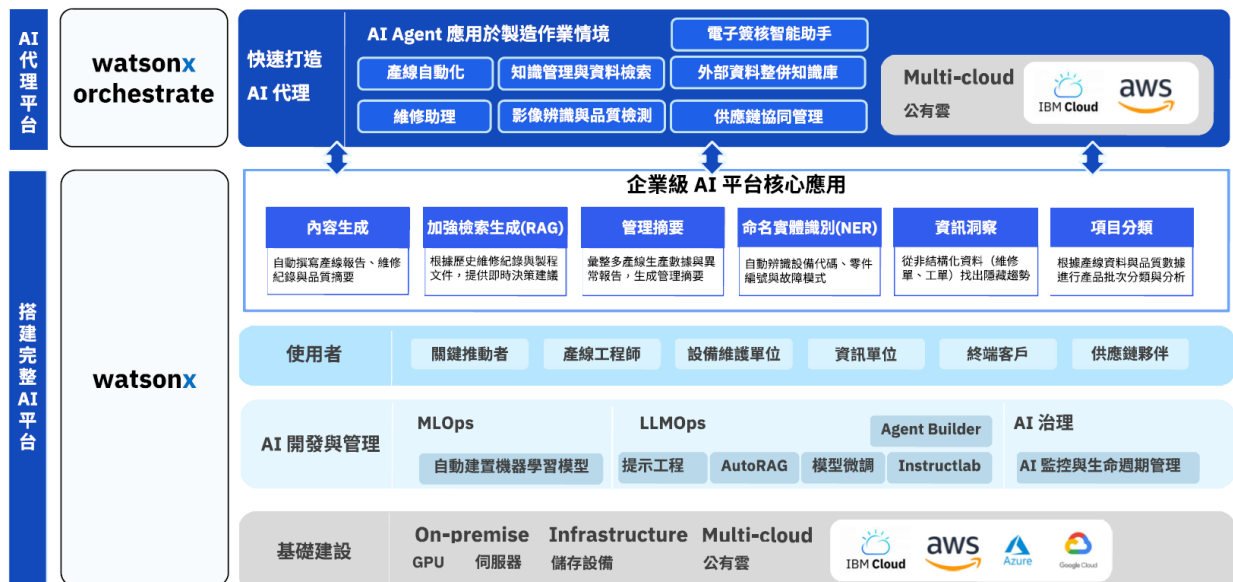 AI
代
理
平
台
watsonx
orchestrate
快速打造
AI 代理
AI Agent 應用於製造作業情境
電子簽核智能助手
產線自動化
知識管理與資料檢索
外部資料整併知識庫
維修助理
影像辨識與品質檢測
供應鏈協同管理
Multi-cloud
公有雲
IBM Cloud
aws
搭
建
完
整
AI
平
台
watsonx
企業級 AI 平台核心應用
內容生成
自動撰寫產線報告、維修
紀錄與品質摘要
加強檢索生成(RAG)
根據歷史維修紀錄與製程
文件，提供即時決策建議
管理摘要
彙整多產線生產數據與異
常報告，生成管理摘要
命名實體識別(NER)
自動辨識設備代碼、零件
編號與故障模式
資訊洞察
從非結構化資料（維修
單、工單）找出隱藏趨勢
項目分類
根據產線資料與品質數據
進行產品批次分類與分析
使用者
關鍵推動者
產線工程師
設備維護單位
資訊單位
終端客戶
供應鏈夥伴
AI 開發與管理
MLOps
自動建置機器學習模型
LLMOps
Agent Builder
提示工程
AutoRAG
模型微調
Instructlab
AI 治理
AI 監控與生命週期管理
基礎建設
On-premise
GPU 伺服器
Infrastructure
儲存設備
Multi-cloud
公有雲
IBM Cloud
aws
Azure
Google Cloud